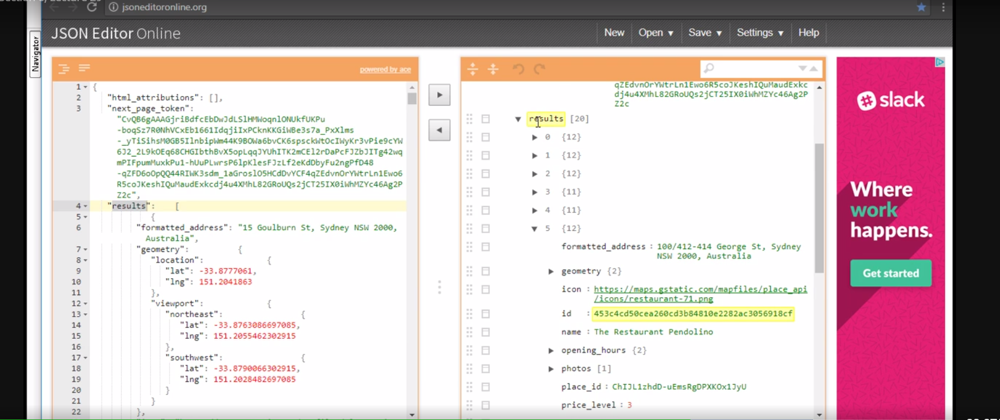 jsoneditoronline.org
Navigator
JSON Editor Online
New
Open
Save
Settings
Help
powered by ace
1 {
2 "html_attributions": [],
3 "next_page_token":
-boqSz7R0NhVCxEb1661IdqjiIxPCknKKGiWBe3s7a_PxXlms
Z2c",
4 "results": [
5 {
6 "formatted_address": "15 Goulburn St, Sydney NSW 2000,
Australia",
7 "geometry": {
8 "location": {
9 "lat": -33.8777061,
10 "lng": 151.2041863
11 },
12 "viewport": {
13 "northeast": {
14 "lat": -33.8763086697085,
15 "lng": 151.2055462302915
16 },
17 "southwest": {
18 "lat": -33.8790066302915,
19 "lng": 151.2028482697085
20 }
21 }
22 },
qZEdvnOrYWtrLn1Ewo6R5coJKeshIQuMaudExkc
dj4u4XMhL82GRoUQs2jCT25IX0iWhMZYc46Ag2P
Z2c
results [20]
0 {12}
1 {12}
2 {12}
3 {11}
4 {11}
5 {12}
formatted_address : 100/412-414 George St, Sydney
NSW 2000, Australia
geometry {2}
icon : https://maps.gstatic.com/mapfiles/place_api
/icons/restaurant-71.png
id : 453c4cd50cea260cd3b84810e2282ac3056918cf
name : The Restaurant Pendolino
opening_hours {2}
photos [1]
place_id : ChIJL1zhdD-uEmsRgDPXKOx1JyU
price_level : 3
slack
Where
work
happens.
Get started